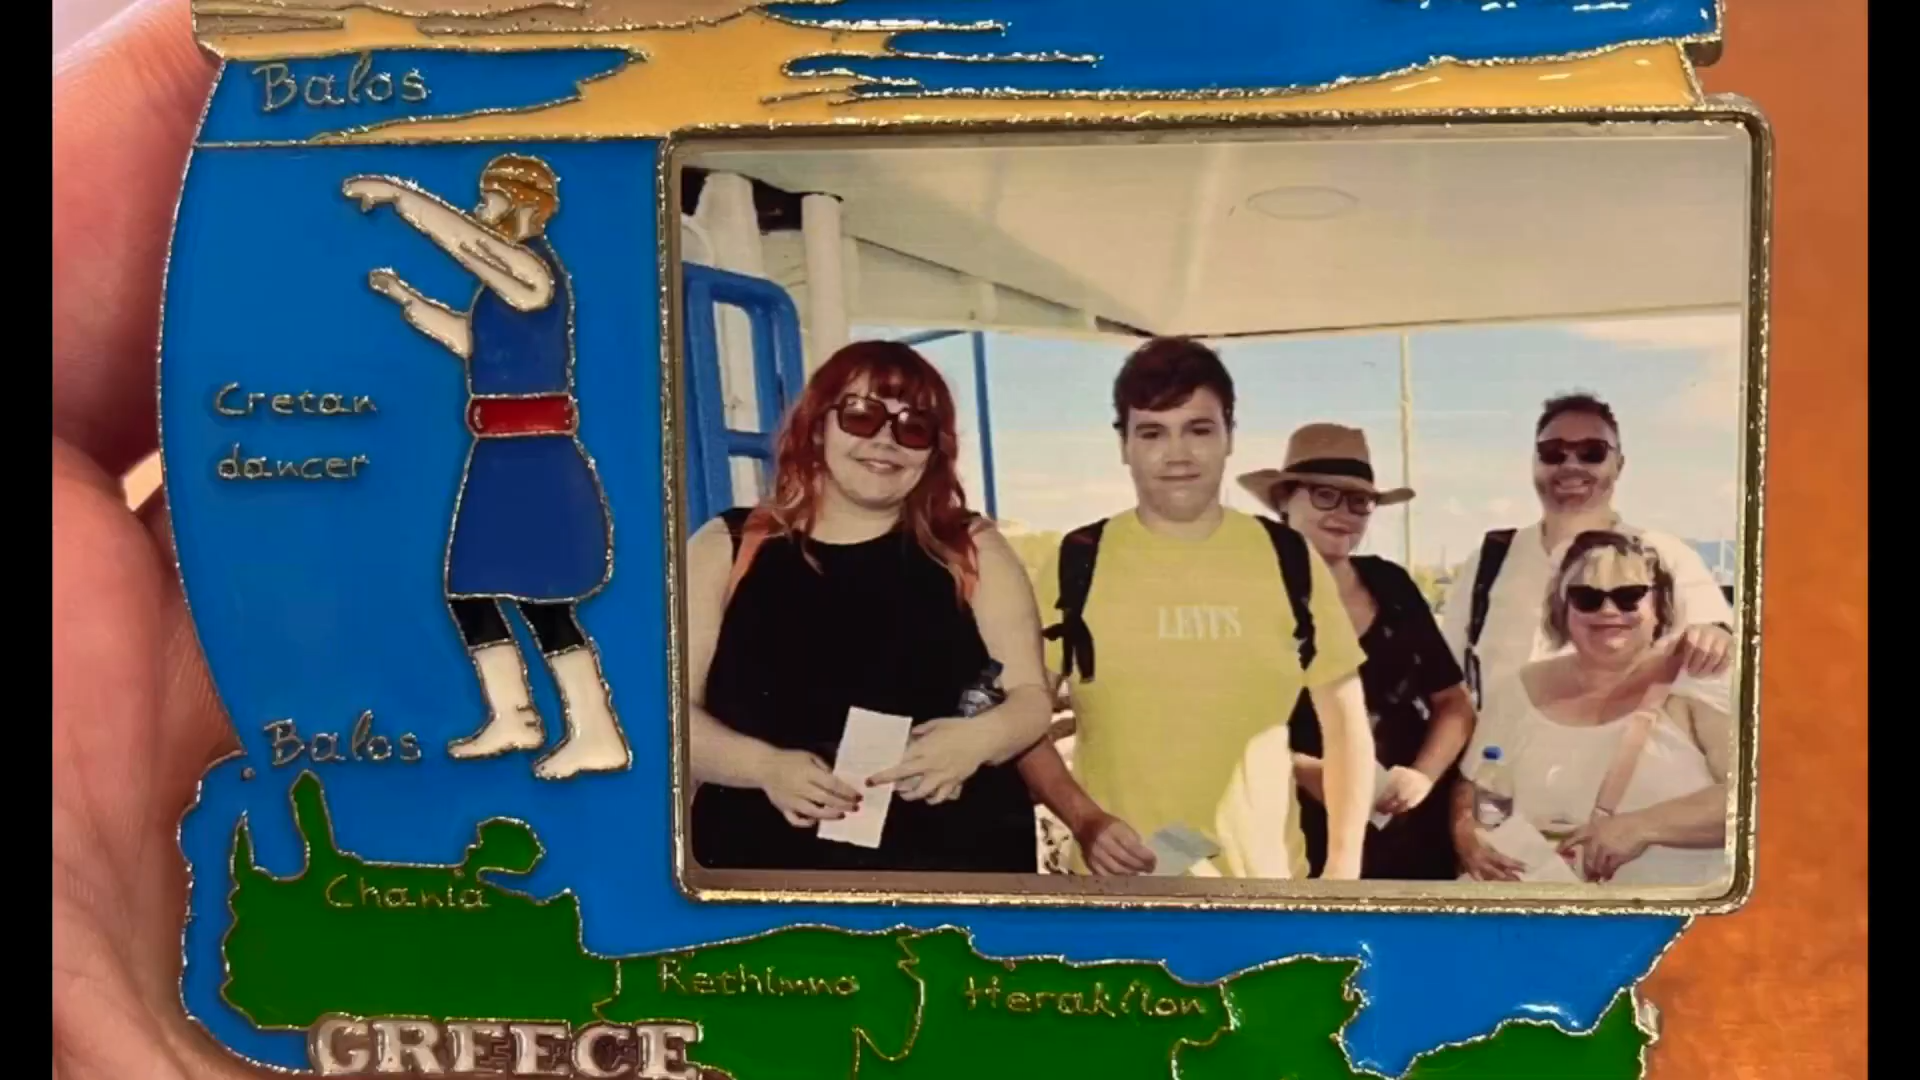 Balos
Cretan
dancer
LEVI'S
Balos
Chania
Rethimno
Heraklion
GREECE